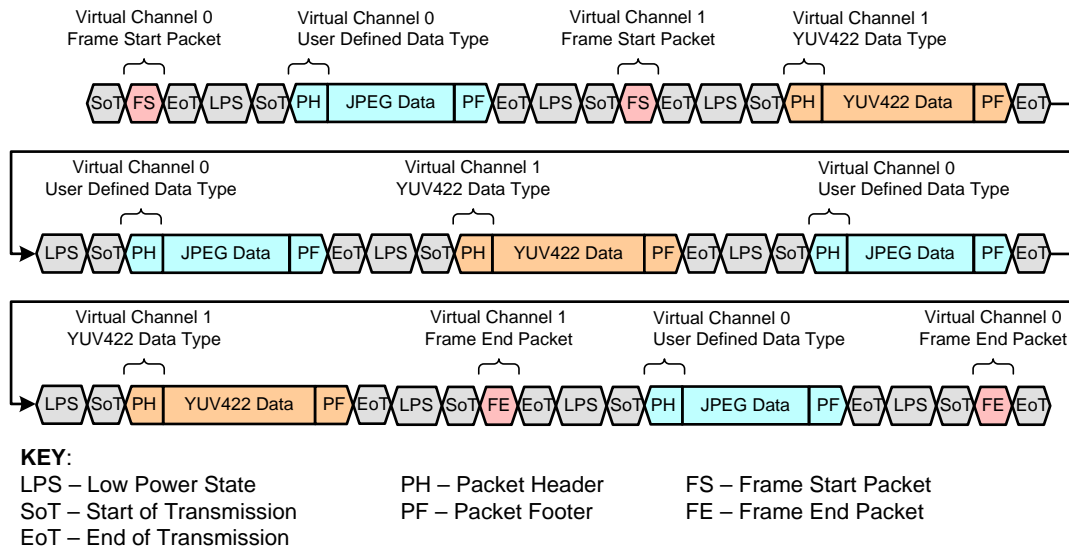 Virtual Channel 0
Frame Start Packet
Virtual Channel 0
User Defined Data Type
Virtual Channel 1
Frame Start Packet
Virtual Channel 1
YUV422 Data Type
SoT FS EoT LPS SoT PH JPEG Data PF EoT LPS SoT FS EoT LPS SoT PH YUV422 Data PF EoT
Virtual Channel 0
User Defined Data Type
Virtual Channel 1
YUV422 Data Type
Virtual Channel 0
User Defined Data Type
LPS SoT PH JPEG Data PF EoT LPS SoT PH YUV422 Data PF EoT LPS SoT PH JPEG Data PF EoT
Virtual Channel 1
YUV422 Data Type
Virtual Channel 1
Frame End Packet
Virtual Channel 0
User Defined Data Type
Virtual Channel 0
Frame End Packet
LPS SoT PH YUV422 Data PF EoT LPS SoT FE EoT LPS SoT PH JPEG Data PF EoT LPS SoT FE EoT
KEY:
LPS – Low Power State
SoT – Start of Transmission
EoT – End of Transmission
PH – Packet Header
PF – Packet Footer
FS – Frame Start Packet
FE – Frame End Packet